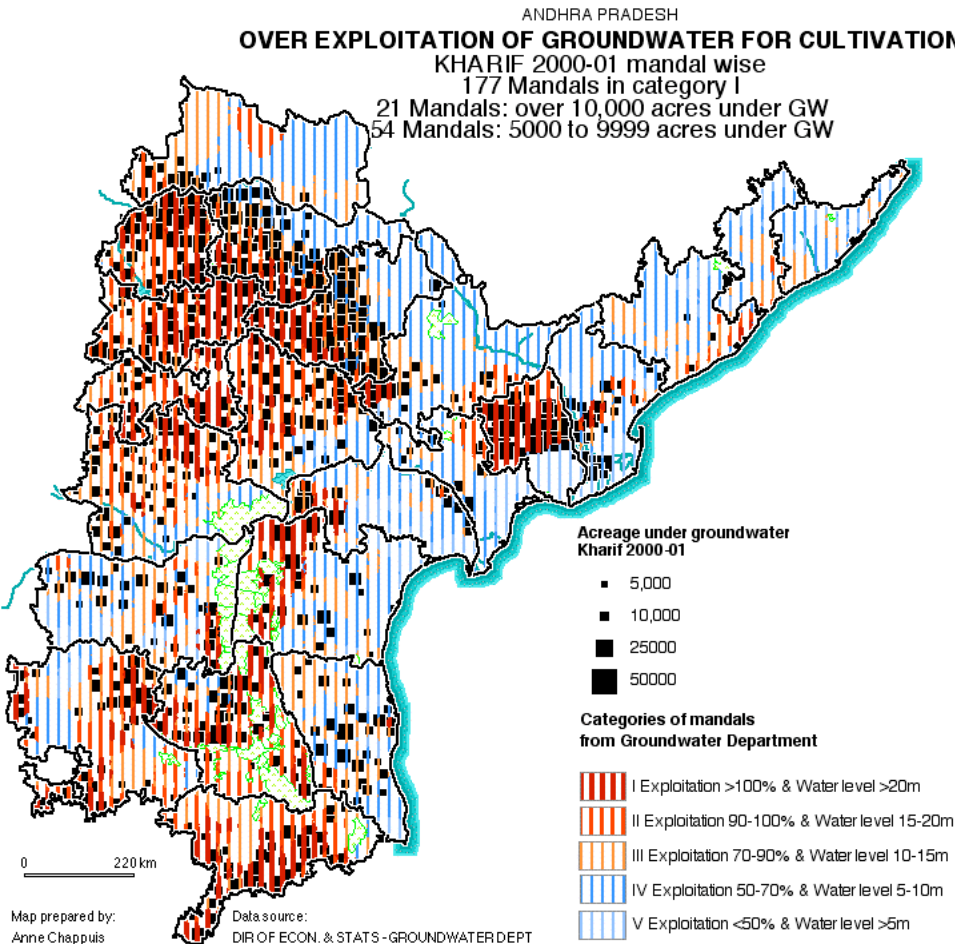 ANDHRA PRADESH
OVER EXPLOITATION OF GROUNDWATER FOR CULTIVATION
KHARIF 2000-01 mandal wise
177 Mandals in category I
21 Mandals: over 10,000 acres under GW
54 Mandals: 5000 to 9999 acres under GW
Acreage under groundwater
Kharif 2000-01
5,000
10,000
25000
50000
Categories of mandals
from Groundwater Department
I Exploitation >100% & Water level >20m
II Exploitation 90-100% & Water level 15-20m
III Exploitation 70-90% & Water level 10-15m
IV Exploitation 50-70% & Water level 5-10m
V Exploitation <50% & Water level >5m
0 220 km
Map prepared by:
Anne Chappuis
Data source:
DIR OF ECON. & STATS - GROUNDWATER DEPT